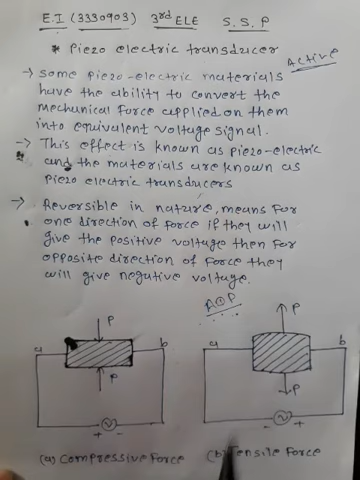 E.I (3330903) 3rd ELE S. S. P
* Piezo electric transducer
ACTIVE
→ Some piezo-electric materials
have the ability to convert the
mechanical force applied on them
into equivalent voltage signal.
→ This effect is known as piezo-electric
and the materials are known as
piezo electric transducers
→ Reversible in nature, means for
one direction of force if they will
give the positive voltage then for
opposite direction of force they
will give negative voltage.
P
P
a b
P
P
a b
+ -
- +
(a) Compressive Force (b) Tensile Force